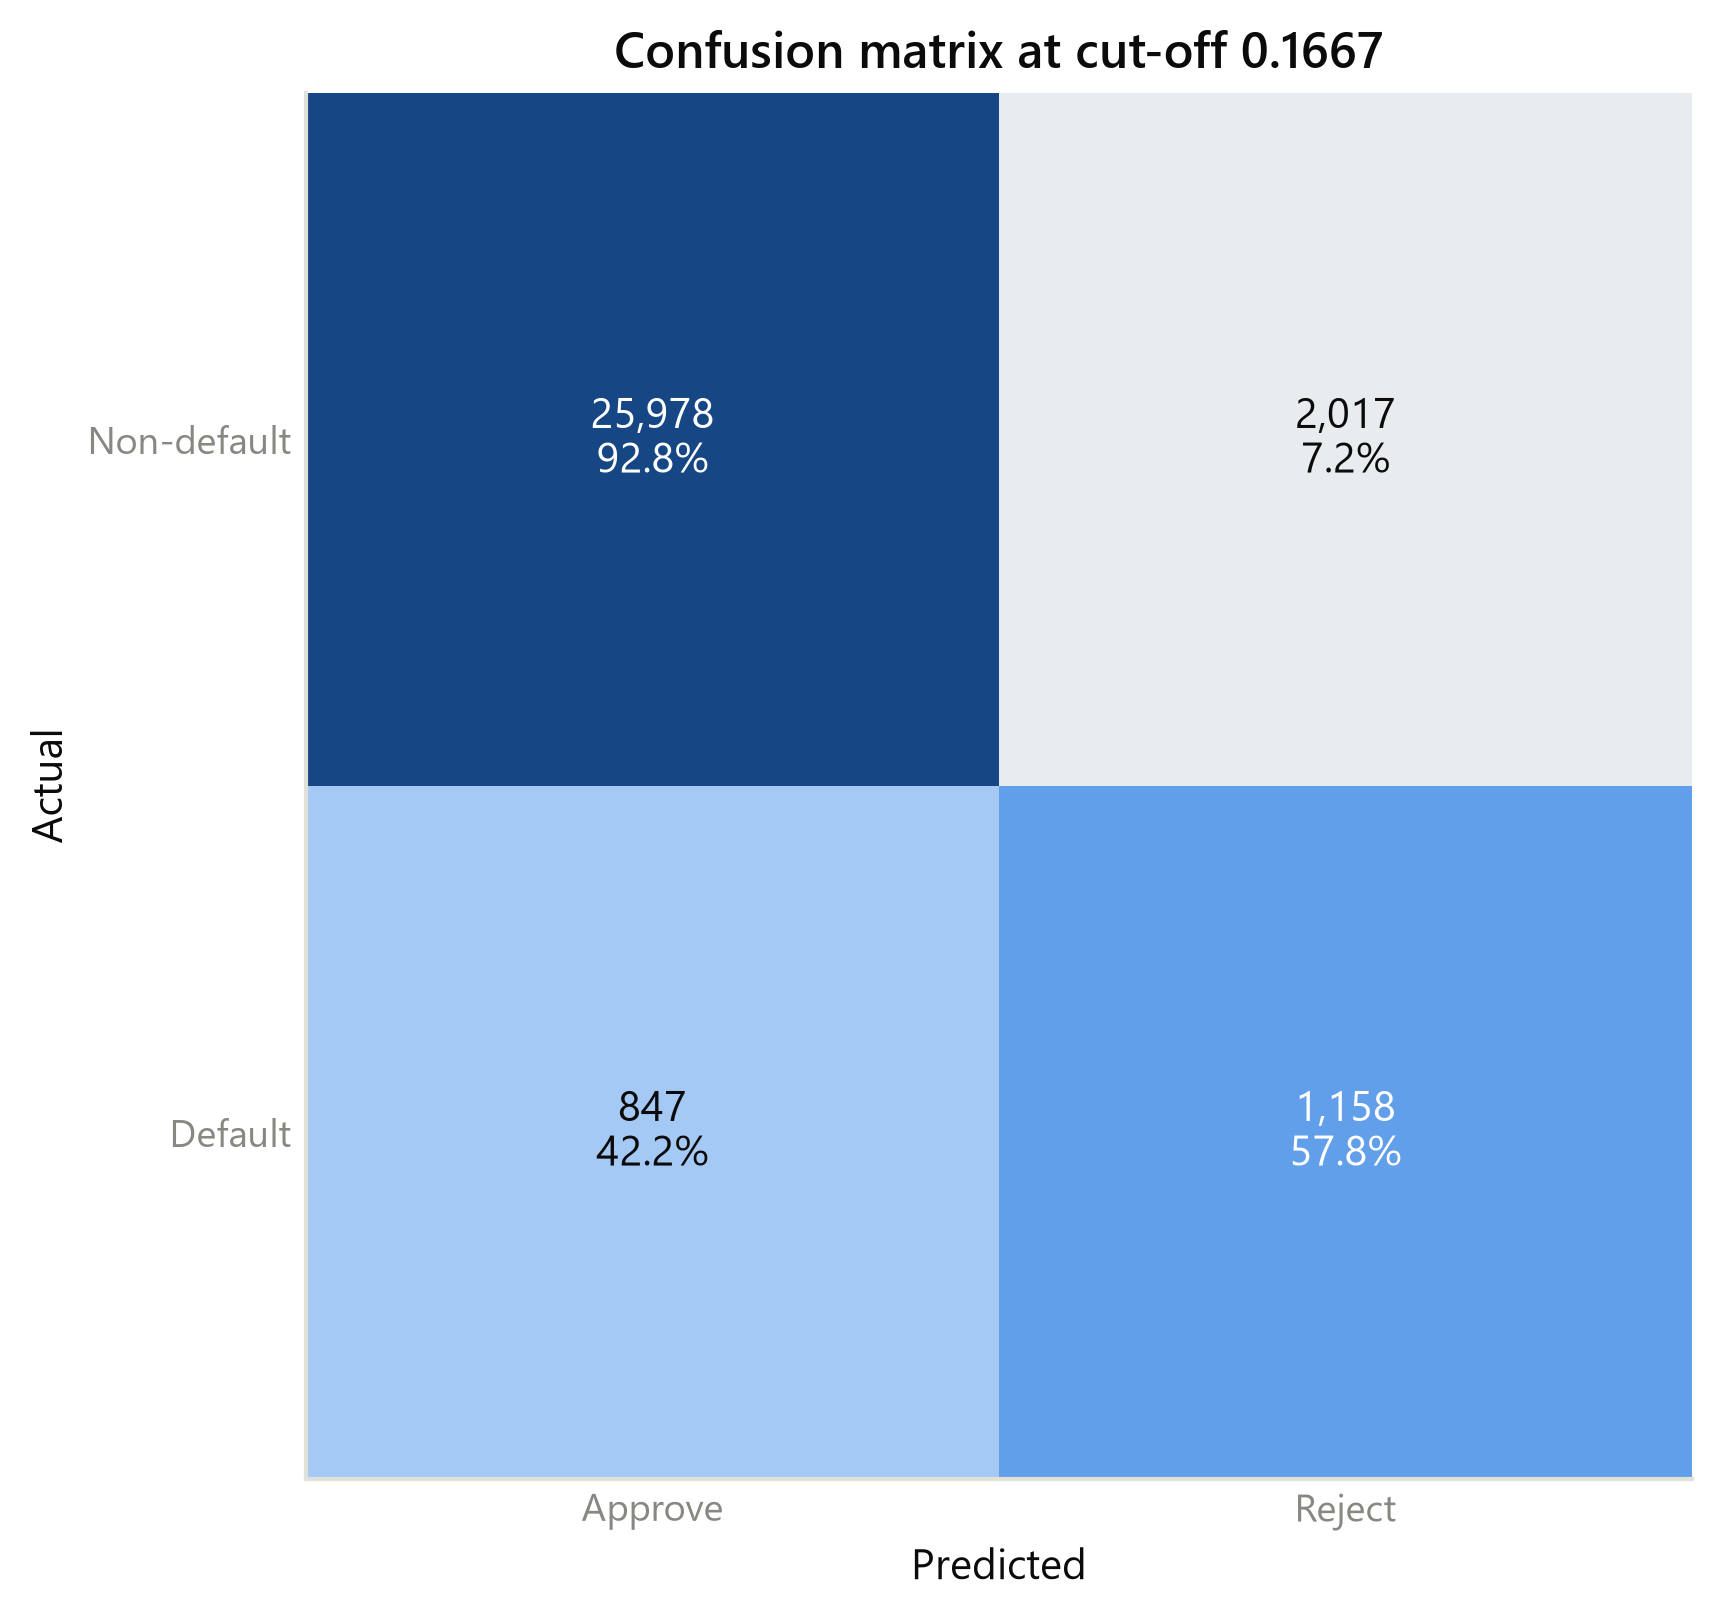 Confusion matrix at cut-off 0.1667
Non-default
25,978
92.8%
2,017
7.2%
Actual
Default
847
42.2%
1,158
57.8%
Approve
Reject
Predicted